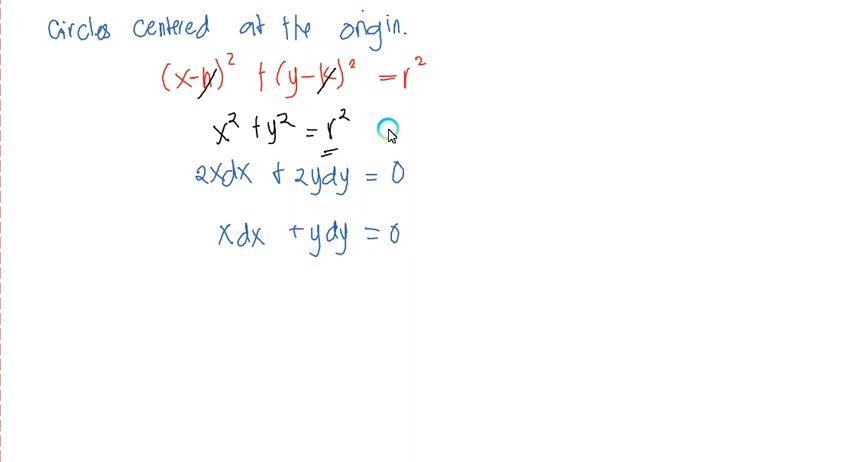 Circles centered at the origin.
(x-h)² + (y-k)² = r²
x² + y² = r²
2xdx + 2ydy = 0
xdx + ydy = 0